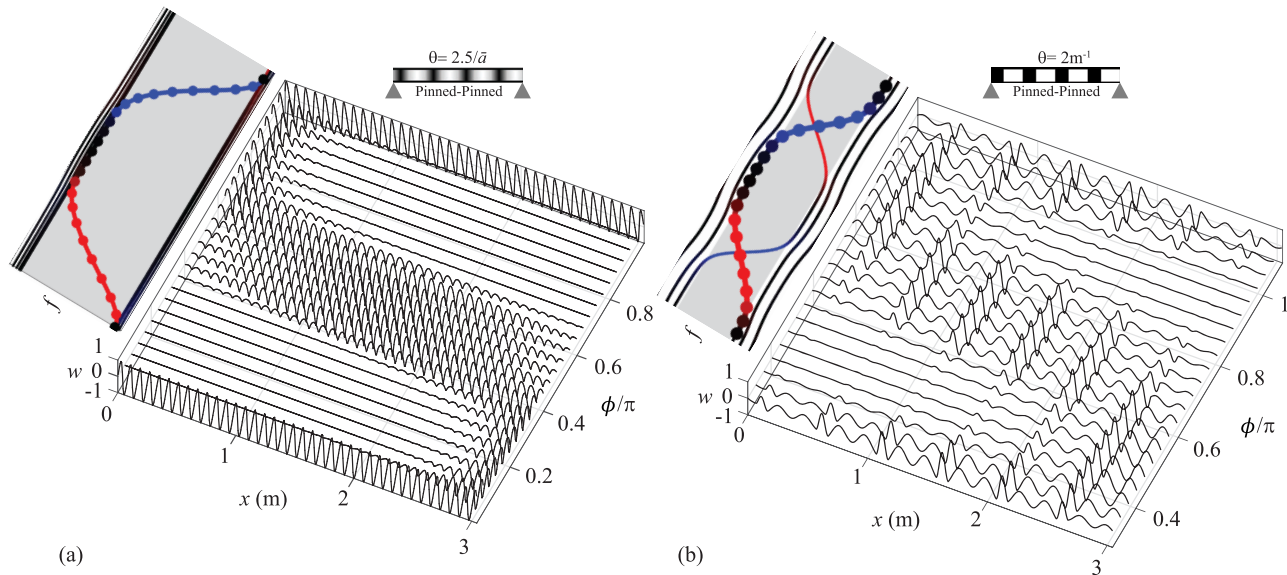 θ= 2.5/ā
Pinned-Pinned
f
1
w 0
-1
0
1
2
3
x (m)
0.2
0.4
0.6
0.8
ϕ/π
(a)
θ= 2m⁻¹
Pinned-Pinned
f
1
w 0
-1
0
1
2
3
x (m)
0.4
0.6
0.8
1
ϕ/π
(b)